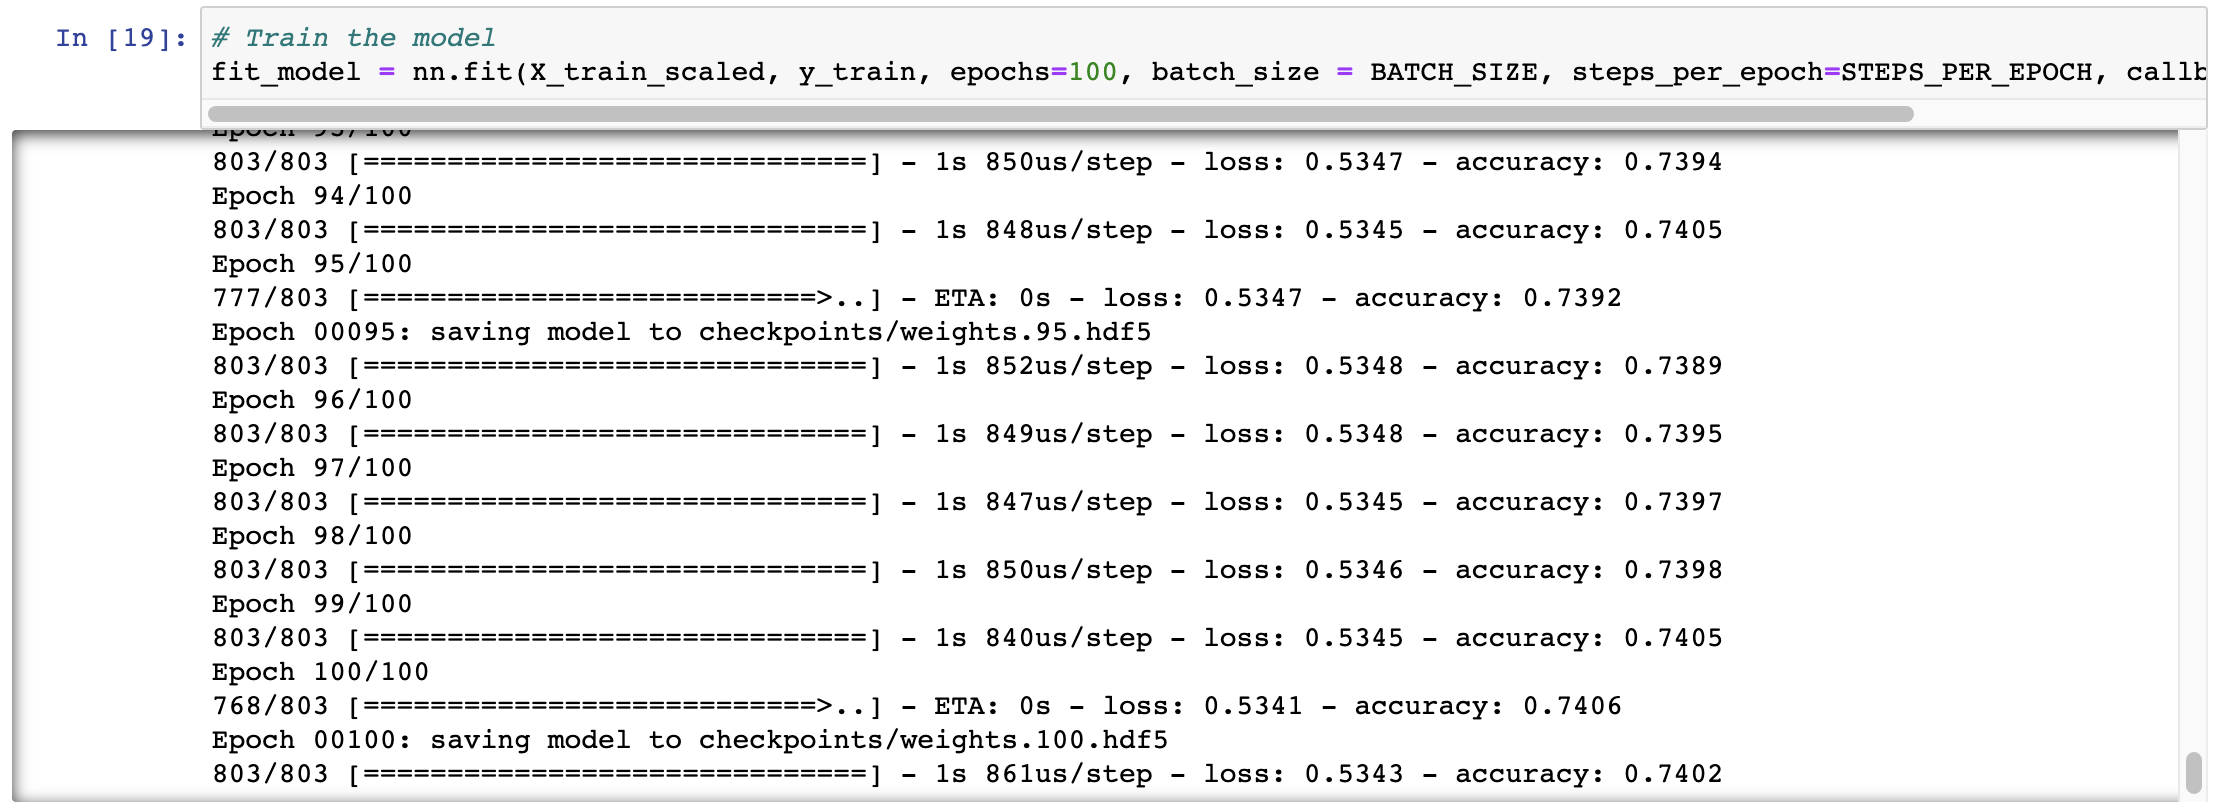 In [19]:
# Train the model
fit_model = nn.fit(X_train_scaled, y_train, epochs=100, batch_size = BATCH_SIZE, steps_per_epoch=STEPS_PER_EPOCH, callb
Epoch 93/100
803/803 [==============================] - 1s 850us/step - loss: 0.5347 - accuracy: 0.7394
Epoch 94/100
803/803 [==============================] - 1s 848us/step - loss: 0.5345 - accuracy: 0.7405
Epoch 95/100
777/803 [===========================>..] - ETA: 0s - loss: 0.5347 - accuracy: 0.7392
Epoch 00095: saving model to checkpoints/weights.95.hdf5
803/803 [==============================] - 1s 852us/step - loss: 0.5348 - accuracy: 0.7389
Epoch 96/100
803/803 [==============================] - 1s 849us/step - loss: 0.5348 - accuracy: 0.7395
Epoch 97/100
803/803 [==============================] - 1s 847us/step - loss: 0.5345 - accuracy: 0.7397
Epoch 98/100
803/803 [==============================] - 1s 850us/step - loss: 0.5346 - accuracy: 0.7398
Epoch 99/100
803/803 [==============================] - 1s 840us/step - loss: 0.5345 - accuracy: 0.7405
Epoch 100/100
768/803 [===========================>..] - ETA: 0s - loss: 0.5341 - accuracy: 0.7406
Epoch 00100: saving model to checkpoints/weights.100.hdf5
803/803 [==============================] - 1s 861us/step - loss: 0.5343 - accuracy: 0.7402